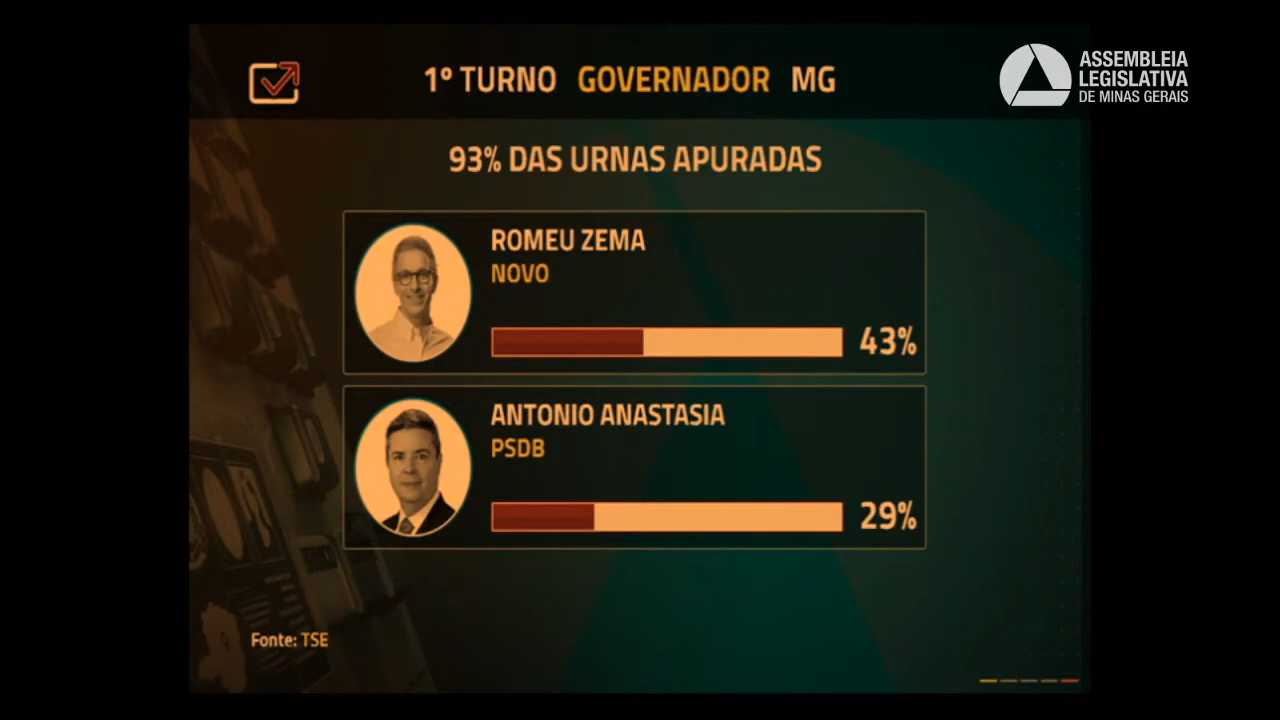 1º TURNO GOVERNADOR MG
ASSEMBLEIA
LEGISLATIVA
DE MINAS GERAIS
93% DAS URNAS APURADAS
ROMEU ZEMA
NOVO
43%
ANTONIO ANASTASIA
PSDB
29%
Fonte: TSE